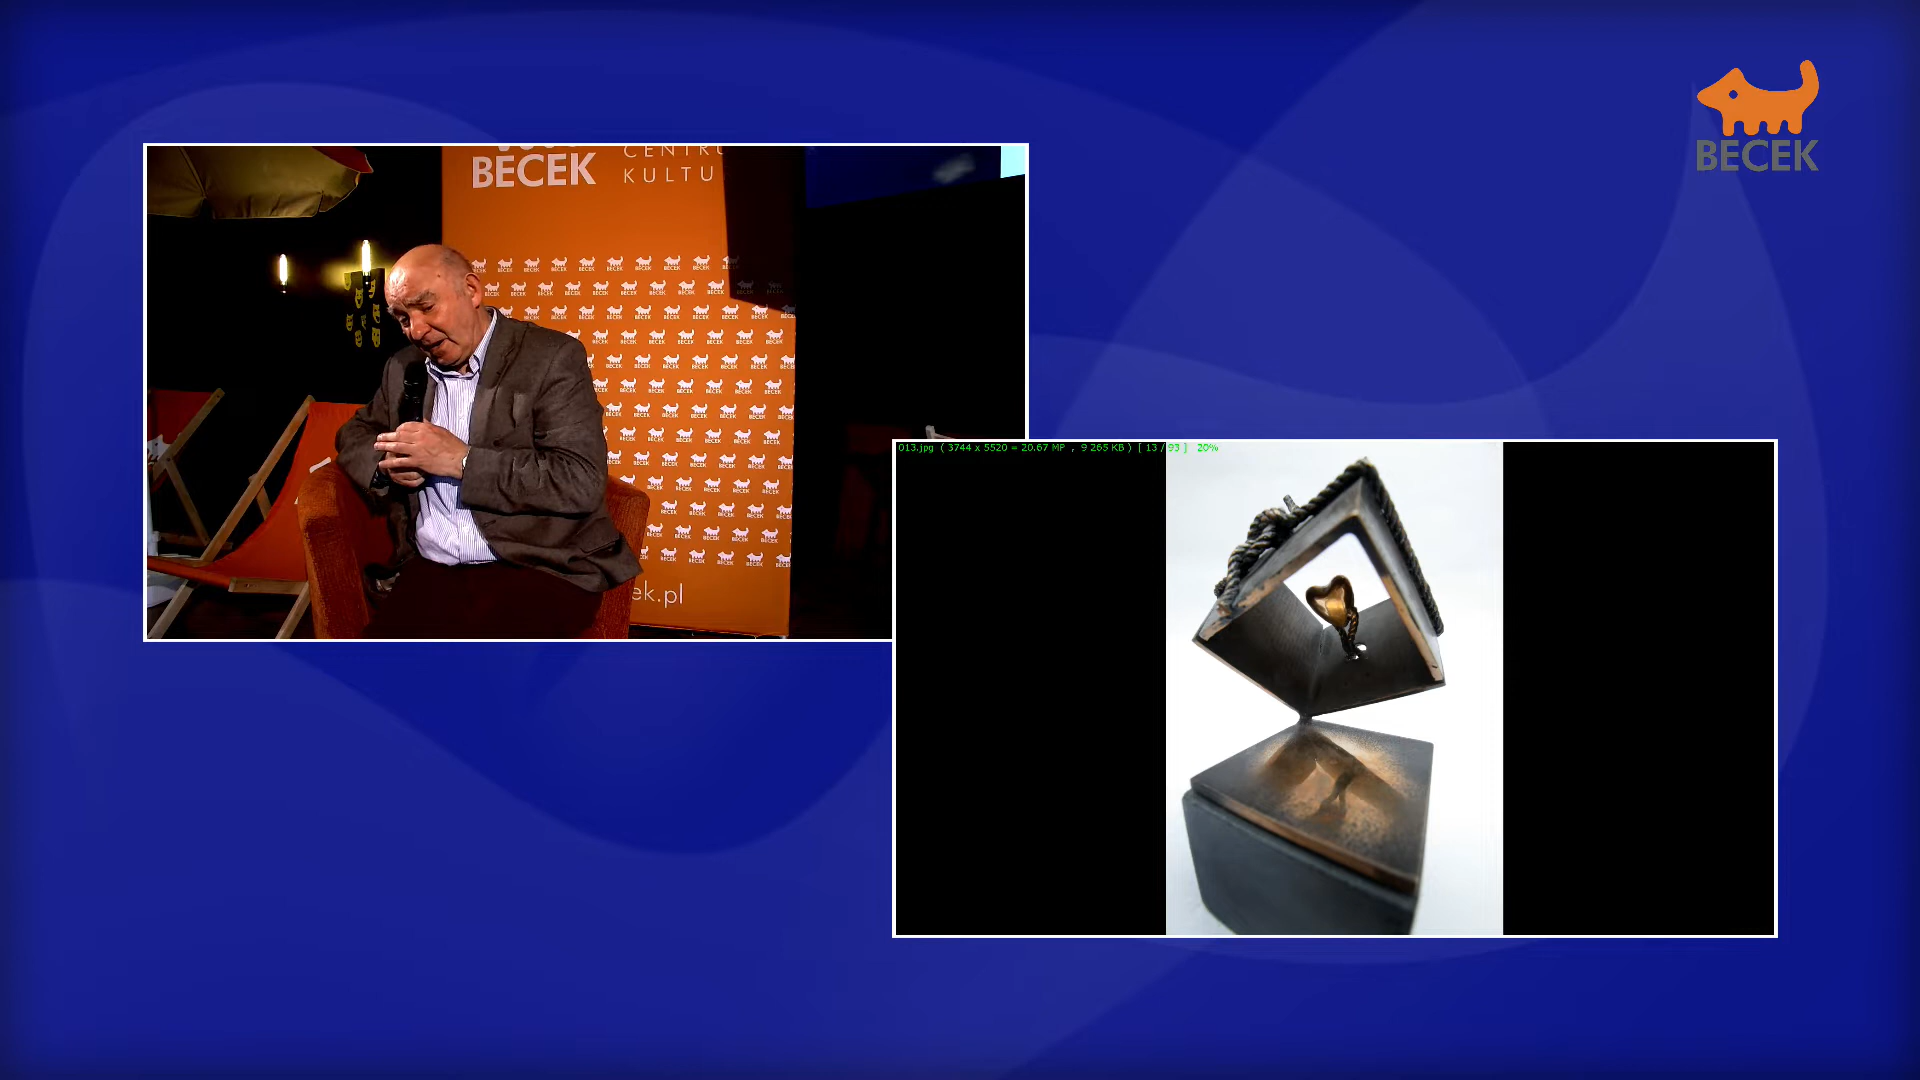 BECEK
BECEK
CENTRU
KULTU
ek.pl
013.jpg ( 3744 x 5520 = 20.67 MP , 9 265 KB ) [ 13 / 93 ] 20%